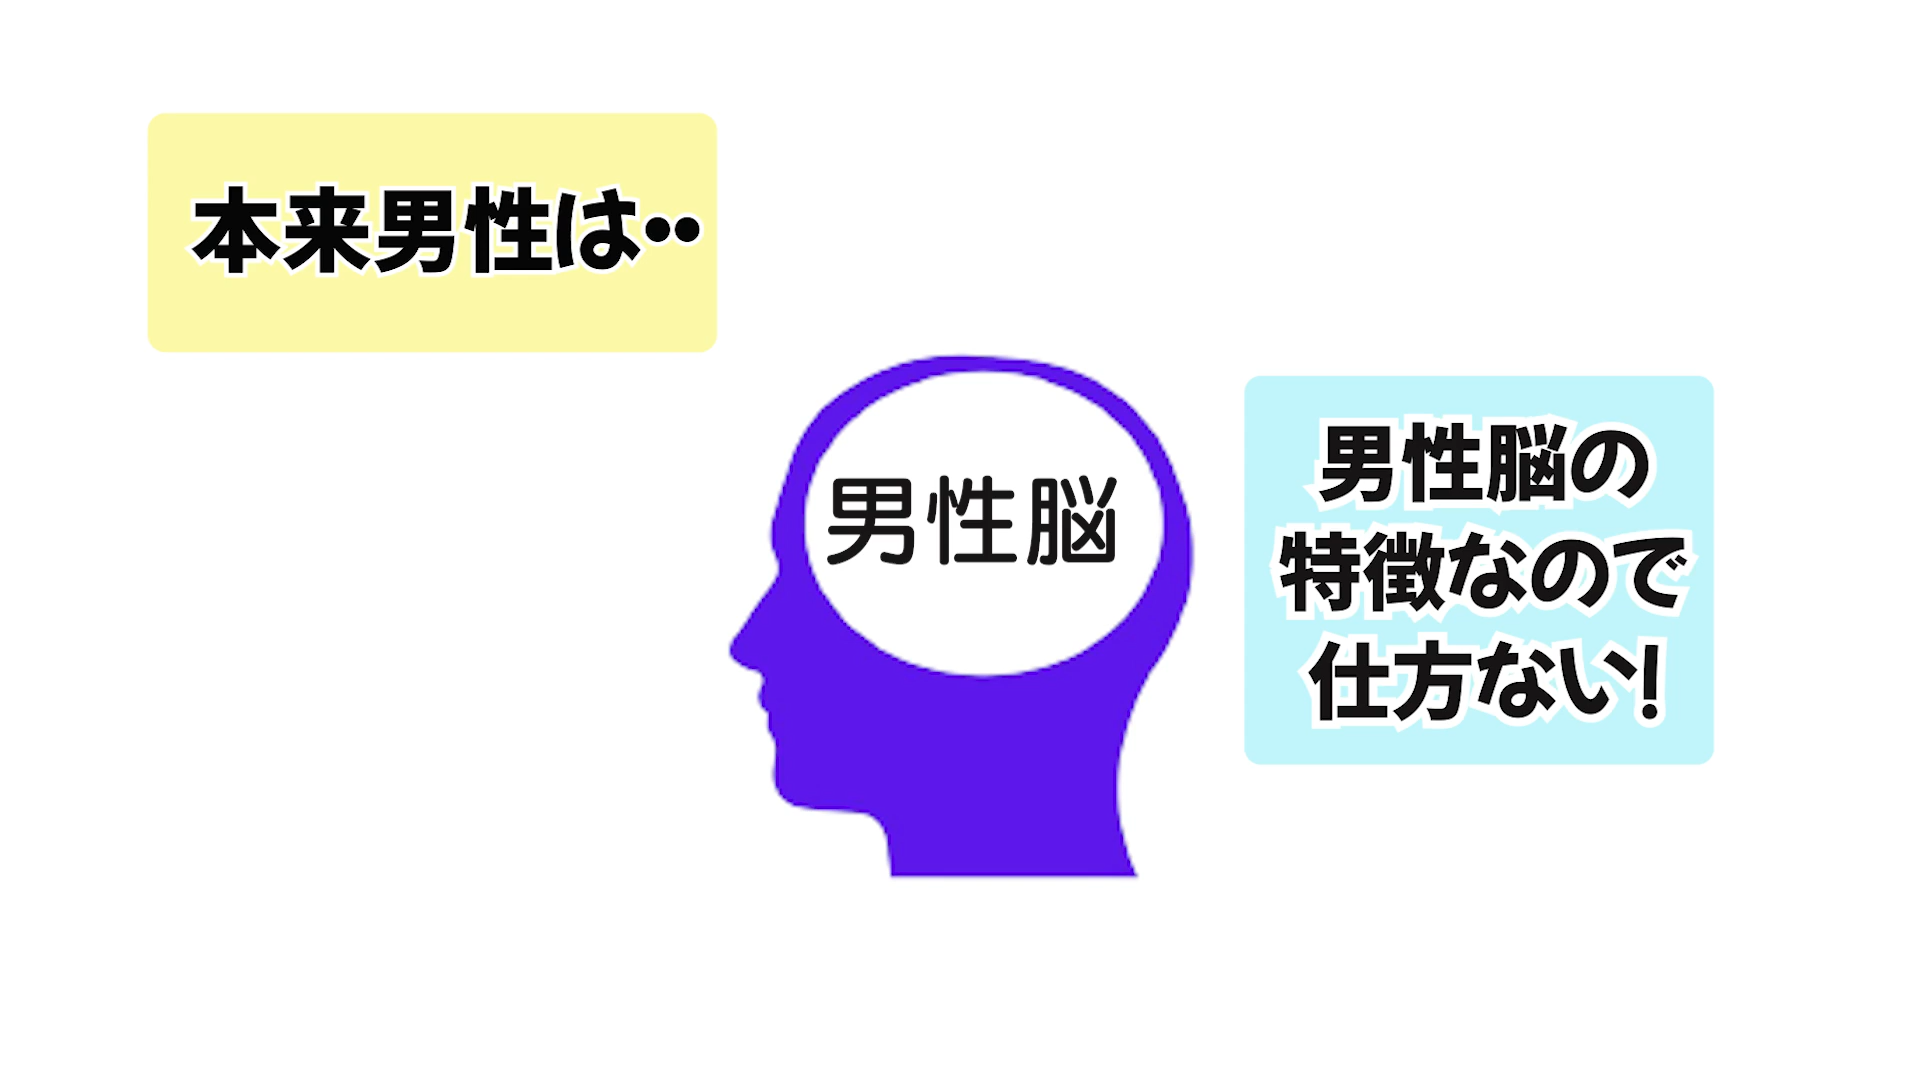 本来男性は・・
男性脳
男性脳の
特徴なので
仕方ない!